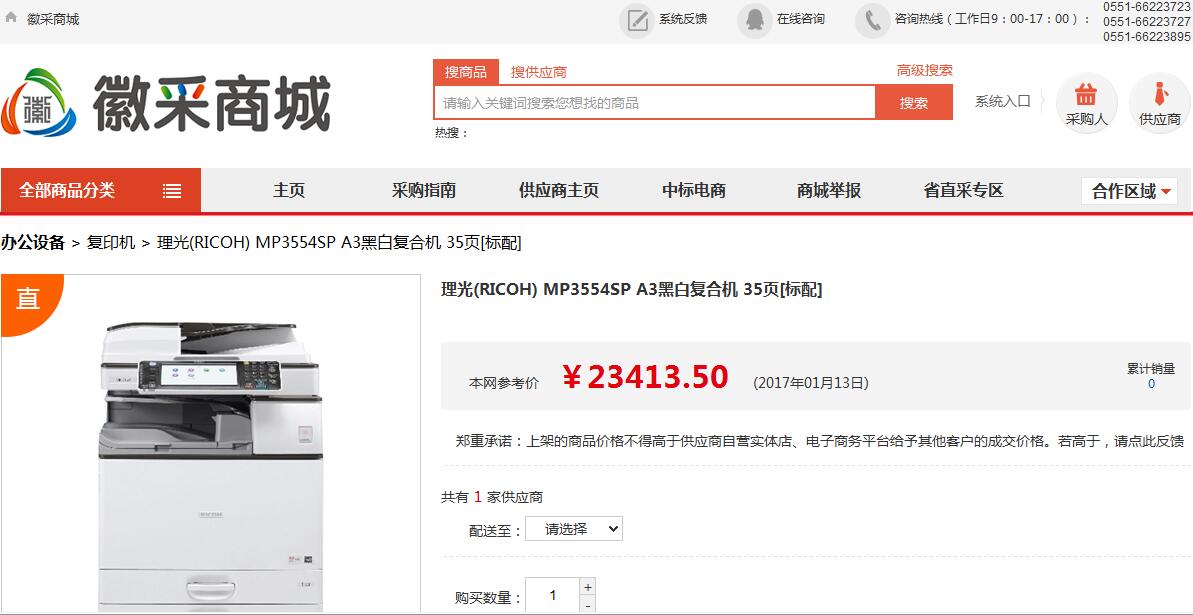 徽采商城
系统反馈
在线咨询
咨询热线（工作日9：00-17：00）：
0551-66223723
0551-66223727
0551-66223895
徽
徽采商城
搜商品
搜供应商
高级搜索
请输入关键词搜索您想找的商品
搜索
热搜：
系统入口
采购人
供应商
全部商品分类
主页
采购指南
供应商主页
中标电商
商城举报
省直采专区
合作区域
办公设备 > 复印机 > 理光(RICOH) MP3554SP A3黑白复合机 35页[标配]
直
RICOH
理光(RICOH) MP3554SP A3黑白复合机 35页[标配]
本网参考价 ￥23413.50 (2017年01月13日)
累计销量
0
郑重承诺：上架的商品价格不得高于供应商自营实体店、电子商务平台给予其他客户的成交价格。若高于，请点此反馈
共有 1 家供应商
配送至： 请选择
购买数量： 1 + -